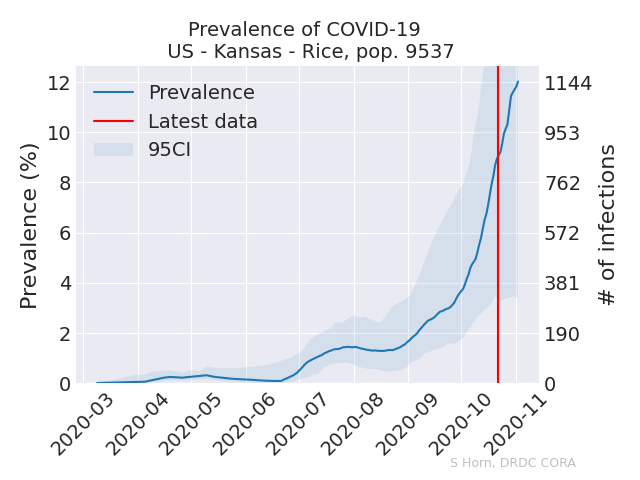 Prevalence of COVID-19
US - Kansas - Rice, pop. 9537
Prevalence
Latest data
95CI
Prevalence (%)
12
10
8
6
4
2
0
1144
953
762
572
381
190
0
# of infections
2020-03
2020-04
2020-05
2020-06
2020-07
2020-08
2020-09
2020-10
2020-11
S Horn, DRDC CORA